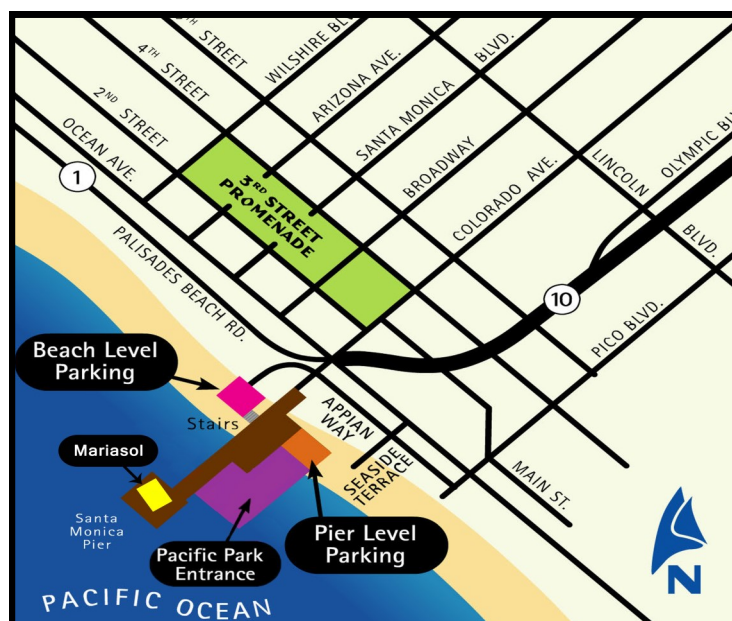 TH STREET
WILSHIRE BLV
4TH STREET
ARIZONA AVE.
SANTA MONICA BLVD.
2ND STREET
OCEAN AVE.
BROADWAY
LINCOLN BLVD.
OLYMPIC BL
1
3RD STREET
PROMENADE
COLORADO AVE.
PALISADES BEACH RD.
10
PICO BLVD.
Beach Level
Parking
Stairs
APPIAN
WAY
Mariasol
SEASIDE
TERRACE
MAIN ST.
Santa
Monica
Pier
Pacific Park
Entrance
Pier Level
Parking
N
PACIFIC OCEAN